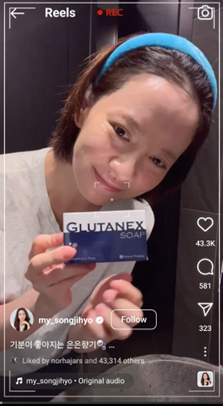 Reels
REC
GLUTANEX
SOAP
43.3K
581
323
my_songjihyo
Follow
기분이 좋아지는 은은향기🫧 ...
Liked by norhajars and 43,314 others
my_songjihyo • Original audio